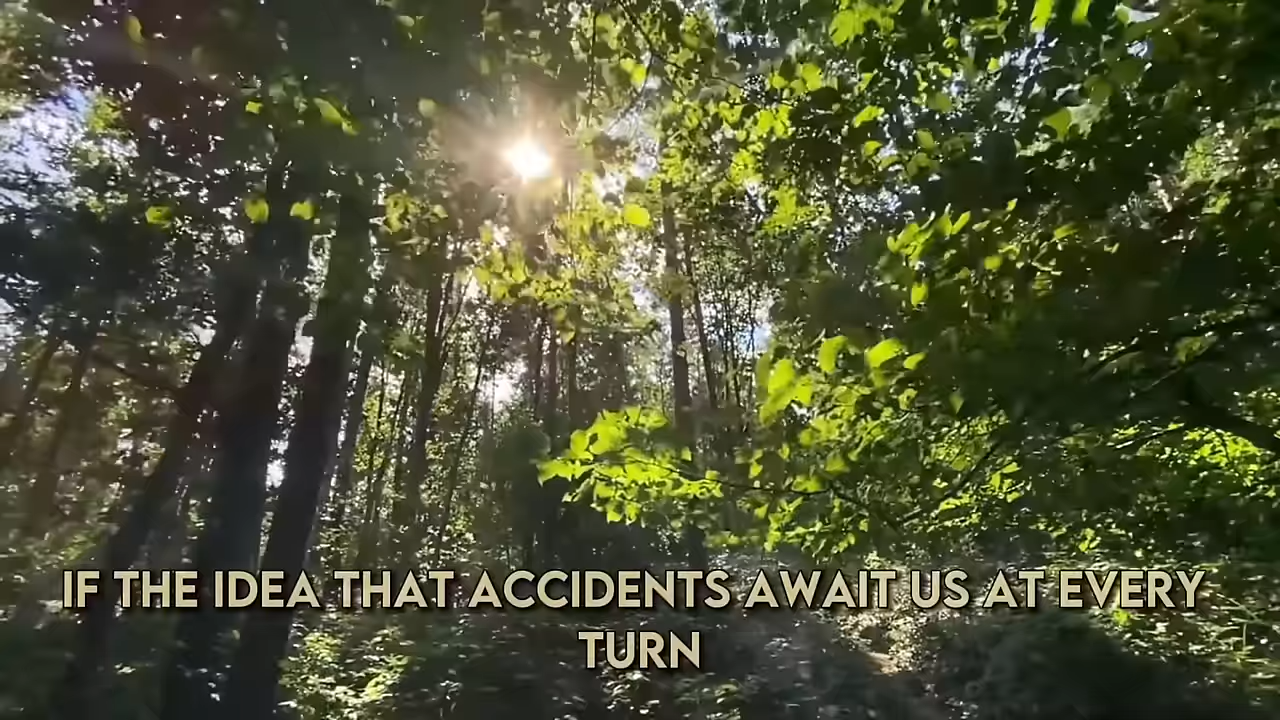 IF THE IDEA THAT ACCIDENTS AWAIT US AT EVERY
TURN